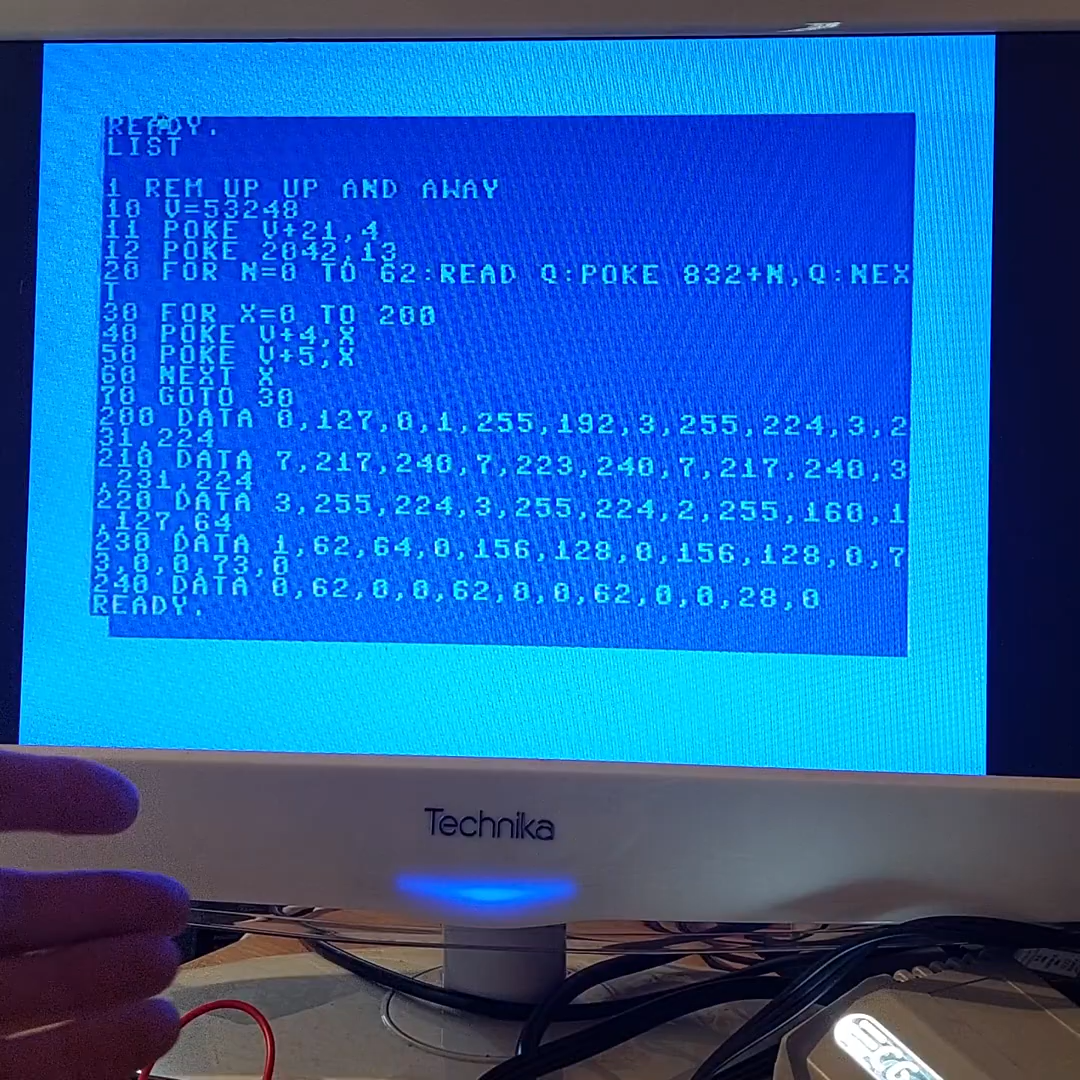 READY.
LIST
1 REM UP UP AND AWAY
10 V=53248
11 POKE V+21,4
12 POKE 2042,13
20 FOR N=0 TO 62:READ Q:POKE 832+N,Q:NEX
T
30 FOR X=0 TO 200
40 POKE V+4,X
50 POKE V+5,X
60 NEXT X
70 GOTO 30
200 DATA 0,127,0,1,255,192,3,255,224,3,2
31,224
210 DATA 7,217,240,7,223,240,7,217,240,3
,231,224
220 DATA 3,255,224,3,255,224,2,255,160,1
,127,64
230 DATA 1,62,64,0,156,128,0,156,128,0,7
3,0,0,73,0
240 DATA 0,62,0,0,62,0,0,62,0,0,28,0
READY.
Technika